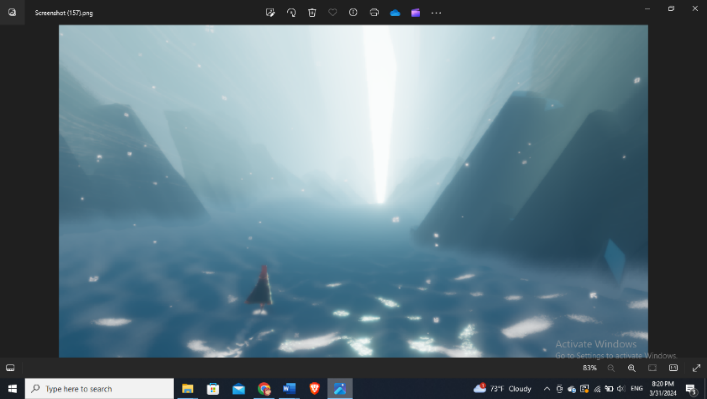 Screenshot (157).png
Activate Windows
Go to Settings to activate Windows.
83%
Type here to search
73°F Cloudy
ENG
8:20 PM
3/31/2024